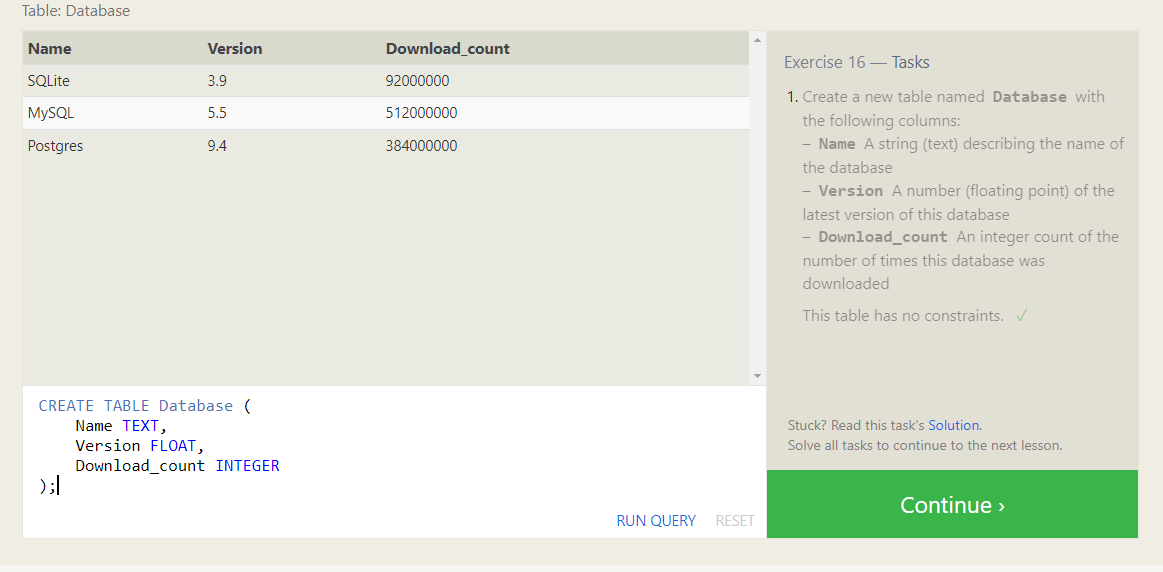 Table: Database
Name Version Download_count
SQLite 3.9 92000000
MySQL 5.5 512000000
Postgres 9.4 384000000
CREATE TABLE Database (
    Name TEXT,
    Version FLOAT,
    Download_count INTEGER
);
RUN QUERY RESET
Exercise 16 — Tasks
1. Create a new table named Database with
the following columns:
– Name A string (text) describing the name of
the database
– Version A number (floating point) of the
latest version of this database
– Download_count An integer count of the
number of times this database was
downloaded
This table has no constraints. ✓
Stuck? Read this task's Solution.
Solve all tasks to continue to the next lesson.
Continue ›